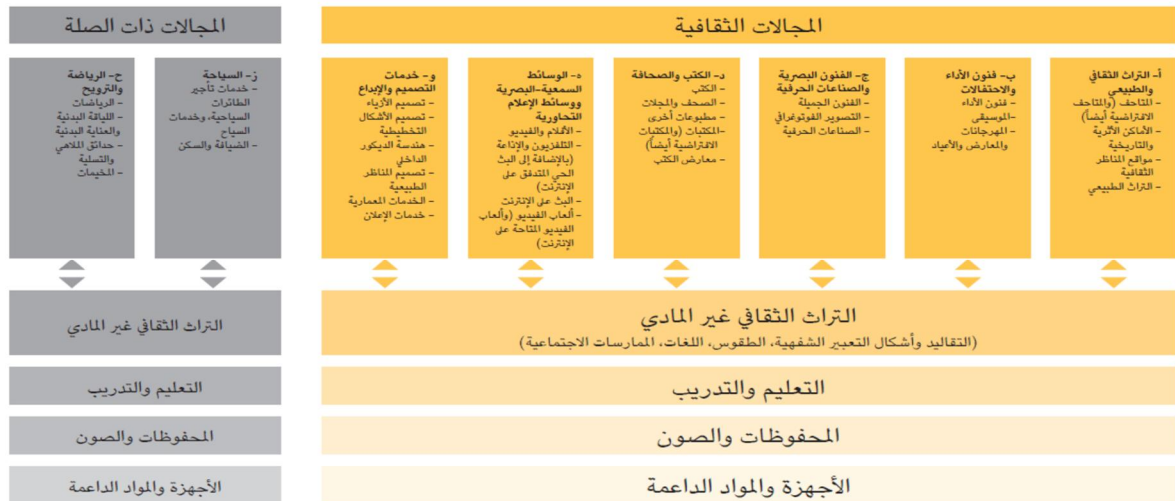 المجالات الثقافية
أ- التراث الثقافي
والطبيعي
- المتاحف (والمتاحف
الافتراضية أيضاً)
- الأماكن الأثرية
والتاريخية
- مواقع المناظر
الثقافية
- التراث الطبيعي
ب- فنون الأداء
والاحتفالات
- فنون الأداء
-الموسيقى
-المهرجانات
والمعارض والأعياد
ج- الفنون البصرية
والصناعات الحرفية
- الفنون الجميلة
- التصوير الفوتوغرافي
- الصناعات الحرفية
د- الكتب والصحافة
- الكتب
- الصحف والمجلات
- مطبوعات أخرى
-المكتبات (والمكتبات
الافتراضية أيضاً)
- معارض الكتب
ه- الوسائط
السمعية-البصرية
ووسائط الإعلام
التحاورية
- الأفلام والفيديو
- التلفزيون والإذاعة
(بالإضافة إلى البث
الحي المتدفق على
الإنترنت)
- البث على الإنترنت
- ألعاب الفيديو (وألعاب
الفيديو المتاحة على
الإنترنت)
و- خدمات
التصميم والإبداع
- تصميم الأزياء
- تصميم الأشكال
التخطيطية
- هندسة الديكور
الداخلي
- تصميم المناظر
الطبيعية
- الخدمات المعمارية
- خدمات الإعلان
التراث الثقافي غير المادي
(التقاليد وأشكال التعبير الشفهية، الطقوس، اللغات، الممارسات الاجتماعية)
التعليم والتدريب
المحفوظات والصون
الأجهزة والمواد الداعمة
المجالات ذات الصلة
ز- السياحة
- خدمات تأجير
الطائرات
السياحية، وخدمات
السياح
- الضيافة والسكن
ح- الرياضة
والترويح
- الرياضات
- اللياقة البدنية
والعناية البدنية
- حدائق الملاهي
والتسلية
- المخيمات
التراث الثقافي غير المادي
التعليم والتدريب
المحفوظات والصون
الأجهزة والمواد الداعمة